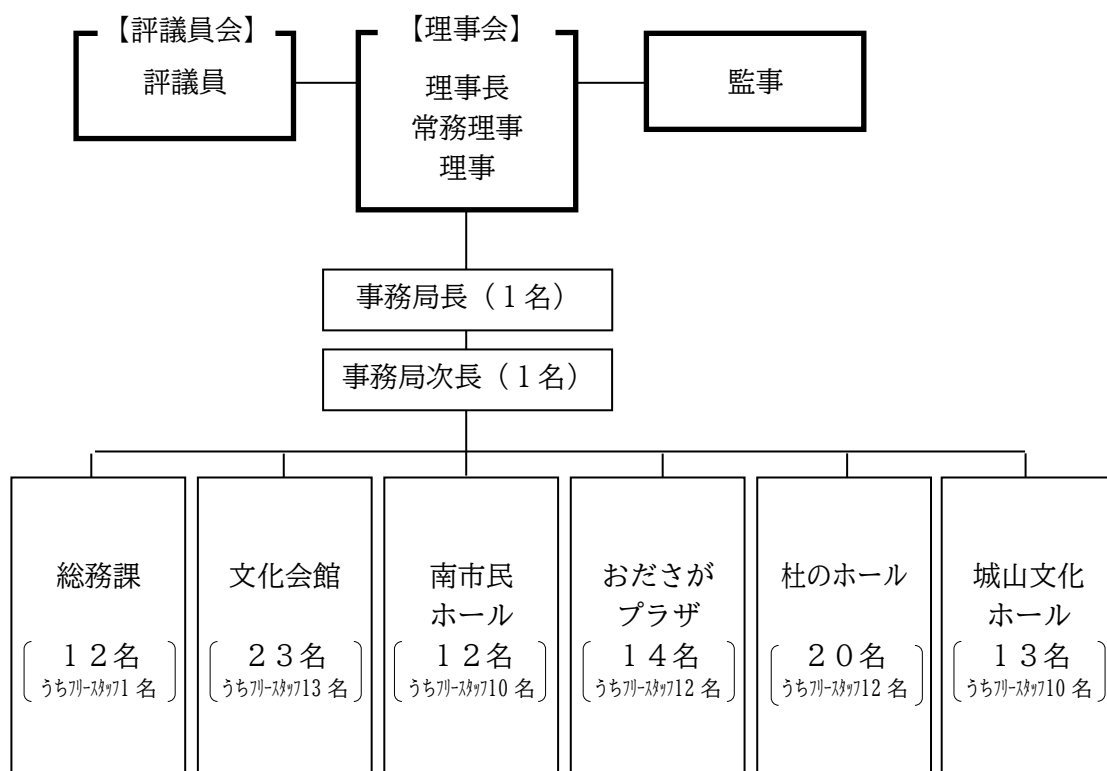 【評議員会】
評議員
【理事会】
理事長
常務理事
理事
監事
事務局長（１名）
事務局次長（１名）
総務課
１２名
うちﾌﾘｰｽﾀｯﾌ1 名
文化会館
２３名
うちﾌﾘｰｽﾀｯﾌ13 名
南市民
ホール
１２名
うちﾌﾘｰｽﾀｯﾌ10 名
おださが
プラザ
１４名
うちﾌﾘｰｽﾀｯﾌ12 名
杜のホール
２０名
うちﾌﾘｰｽﾀｯﾌ12 名
城山文化
ホール
１３名
うちﾌﾘｰｽﾀｯﾌ10 名